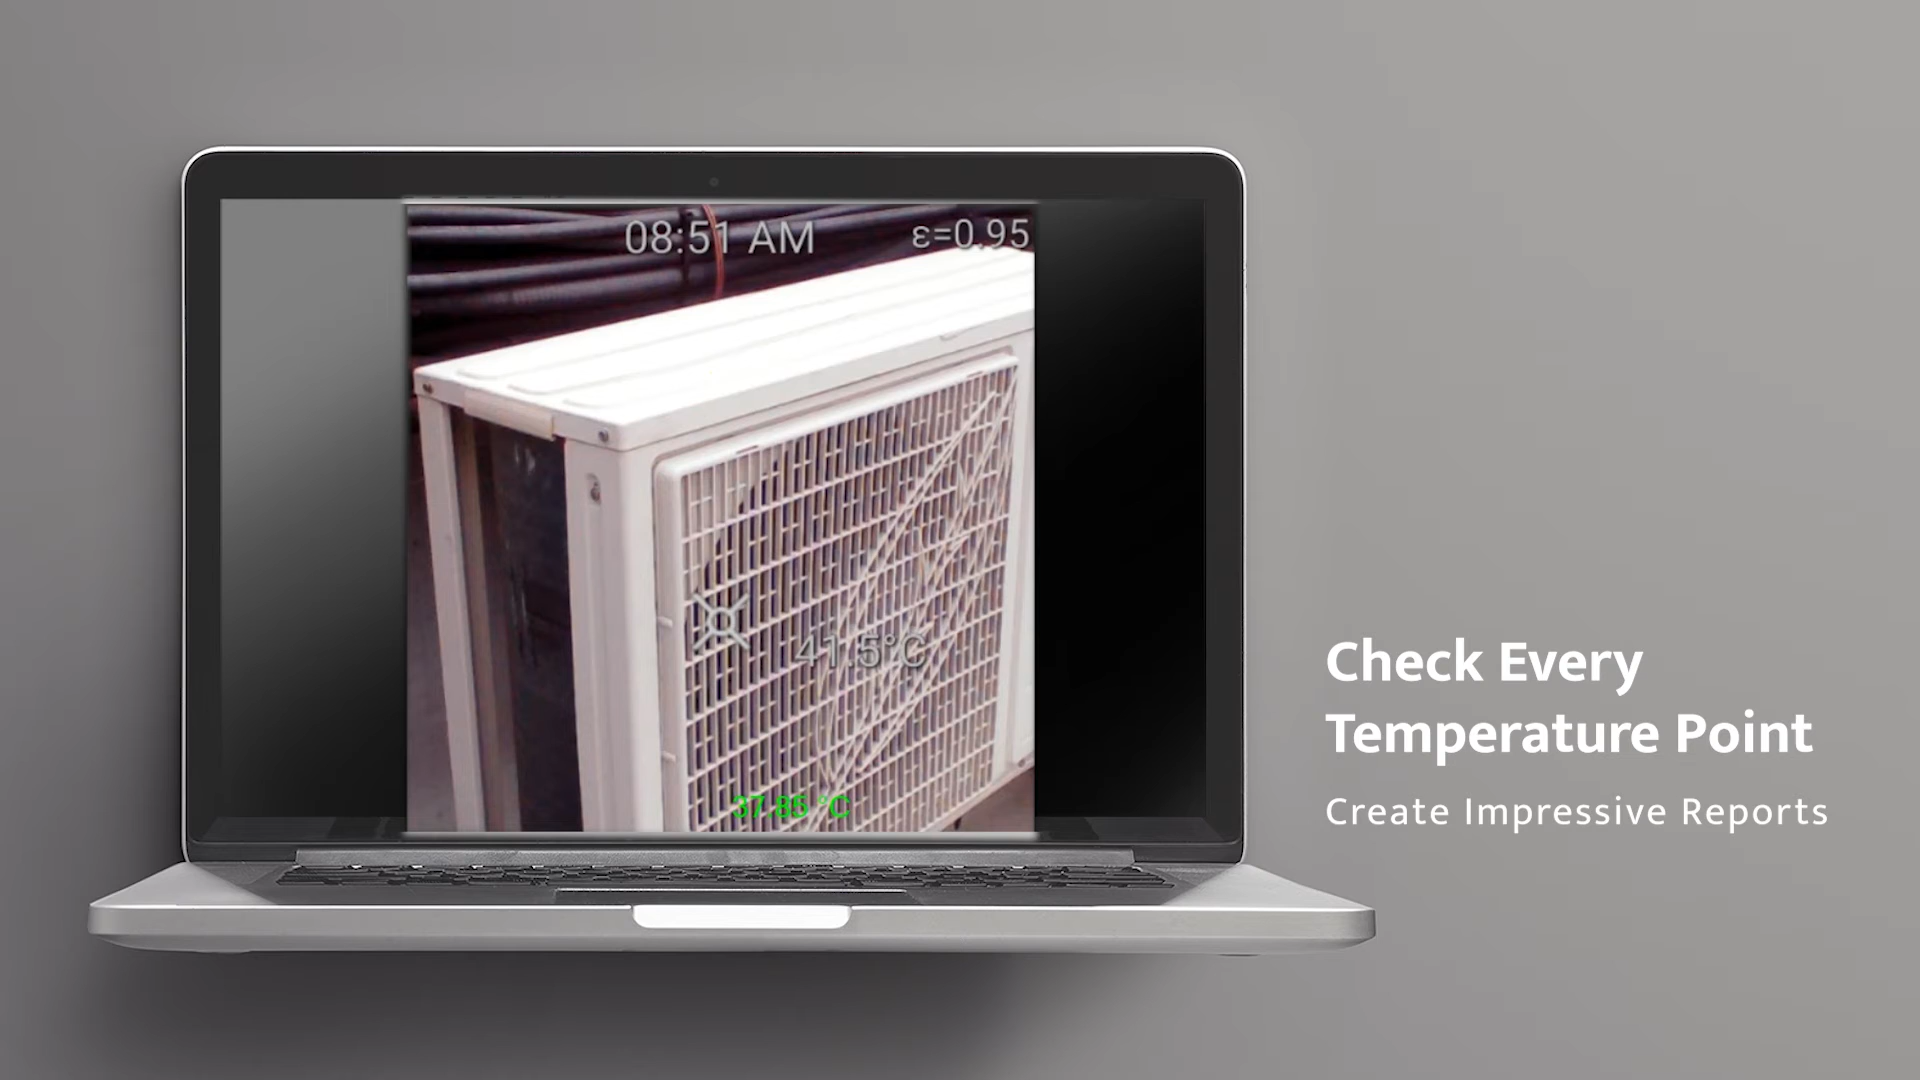 08:51 AM
ε=0.95
41.5°C
37.85 °C
Check Every
Temperature Point
Create Impressive Reports